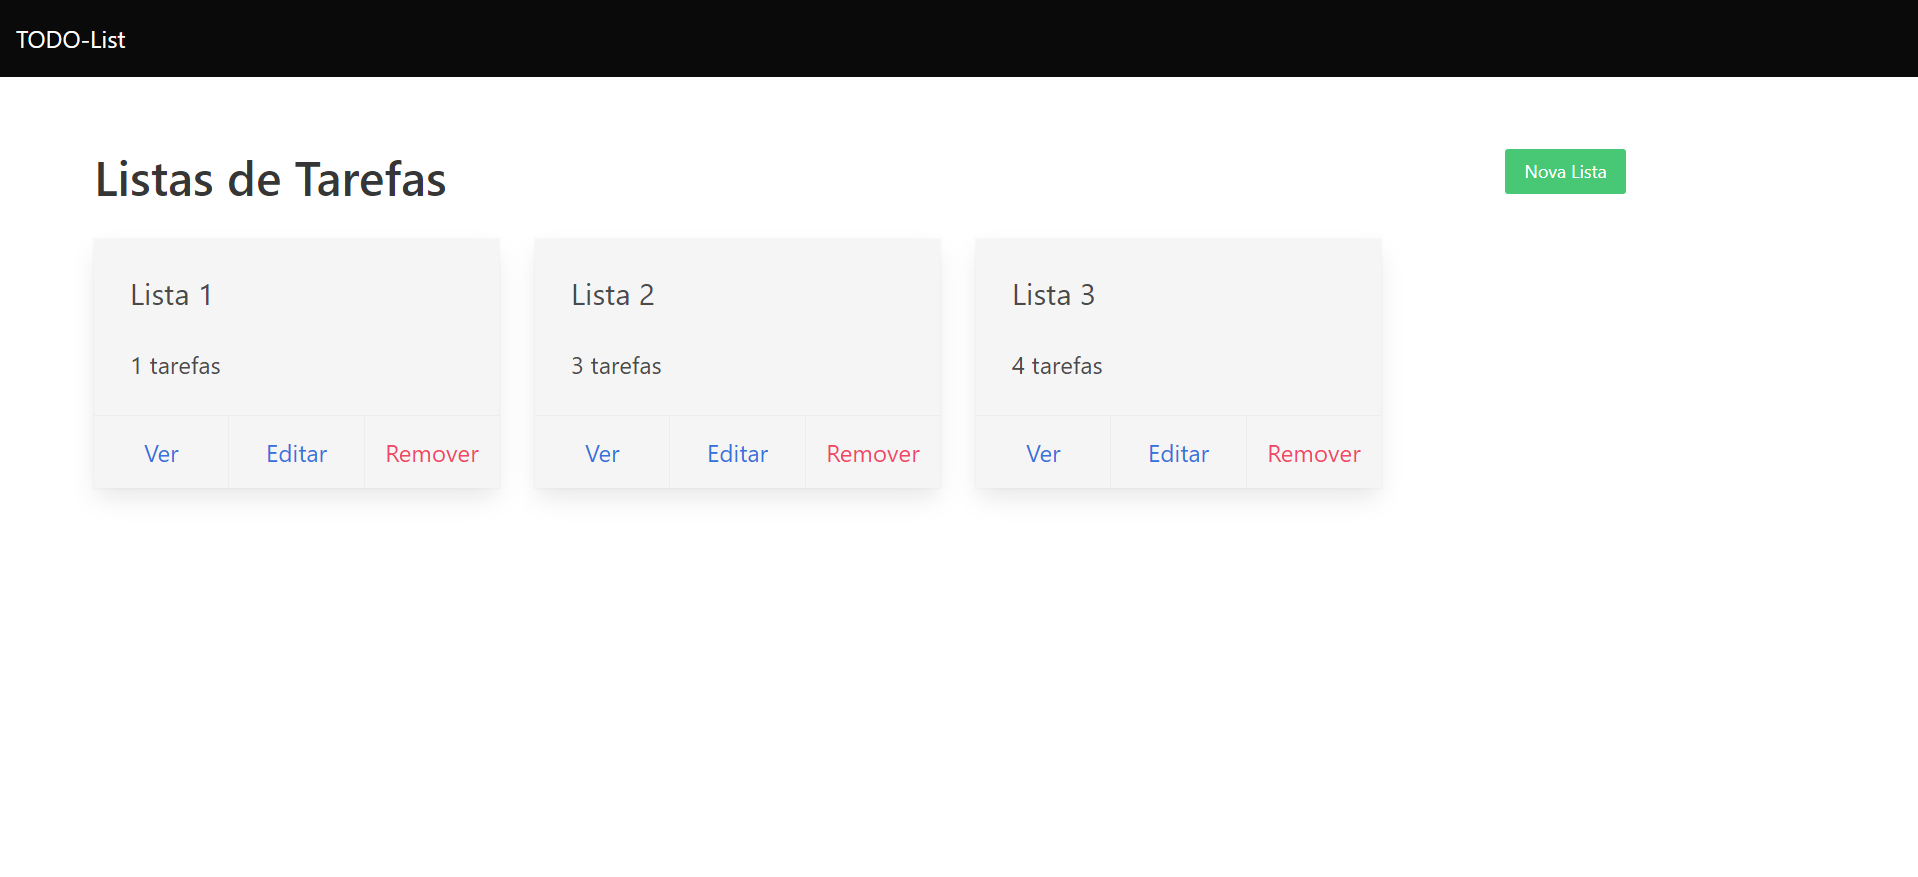 TODO-List
Listas de Tarefas
Nova Lista
Lista 1
1 tarefas
Ver Editar Remover
Lista 2
3 tarefas
Ver Editar Remover
Lista 3
4 tarefas
Ver Editar Remover